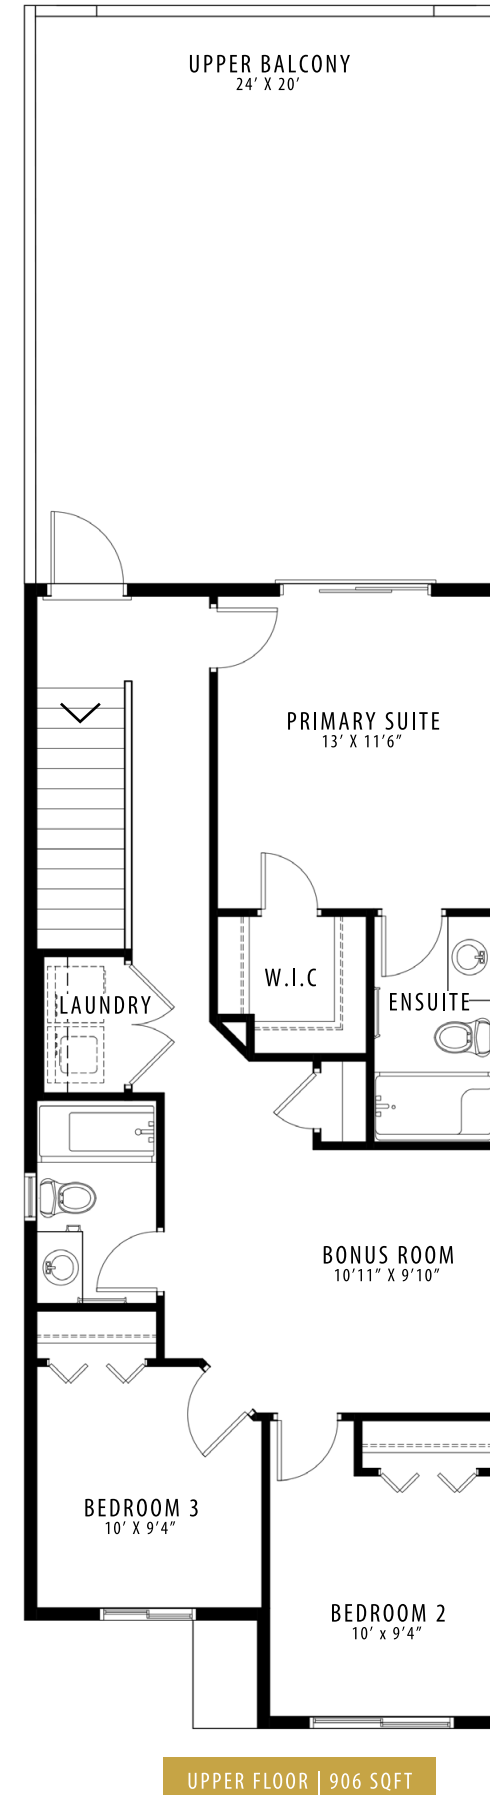 UPPER BALCONY
24’ X 20’
PRIMARY SUITE
13’ X 11’6”
W.I.C
ENSUITE
LAUNDRY
BONUS ROOM
10’11” X 9’10”
BEDROOM 3
10’ X 9’4”
BEDROOM 2
10’ x 9’4”
UPPER FLOOR | 906 SQFT